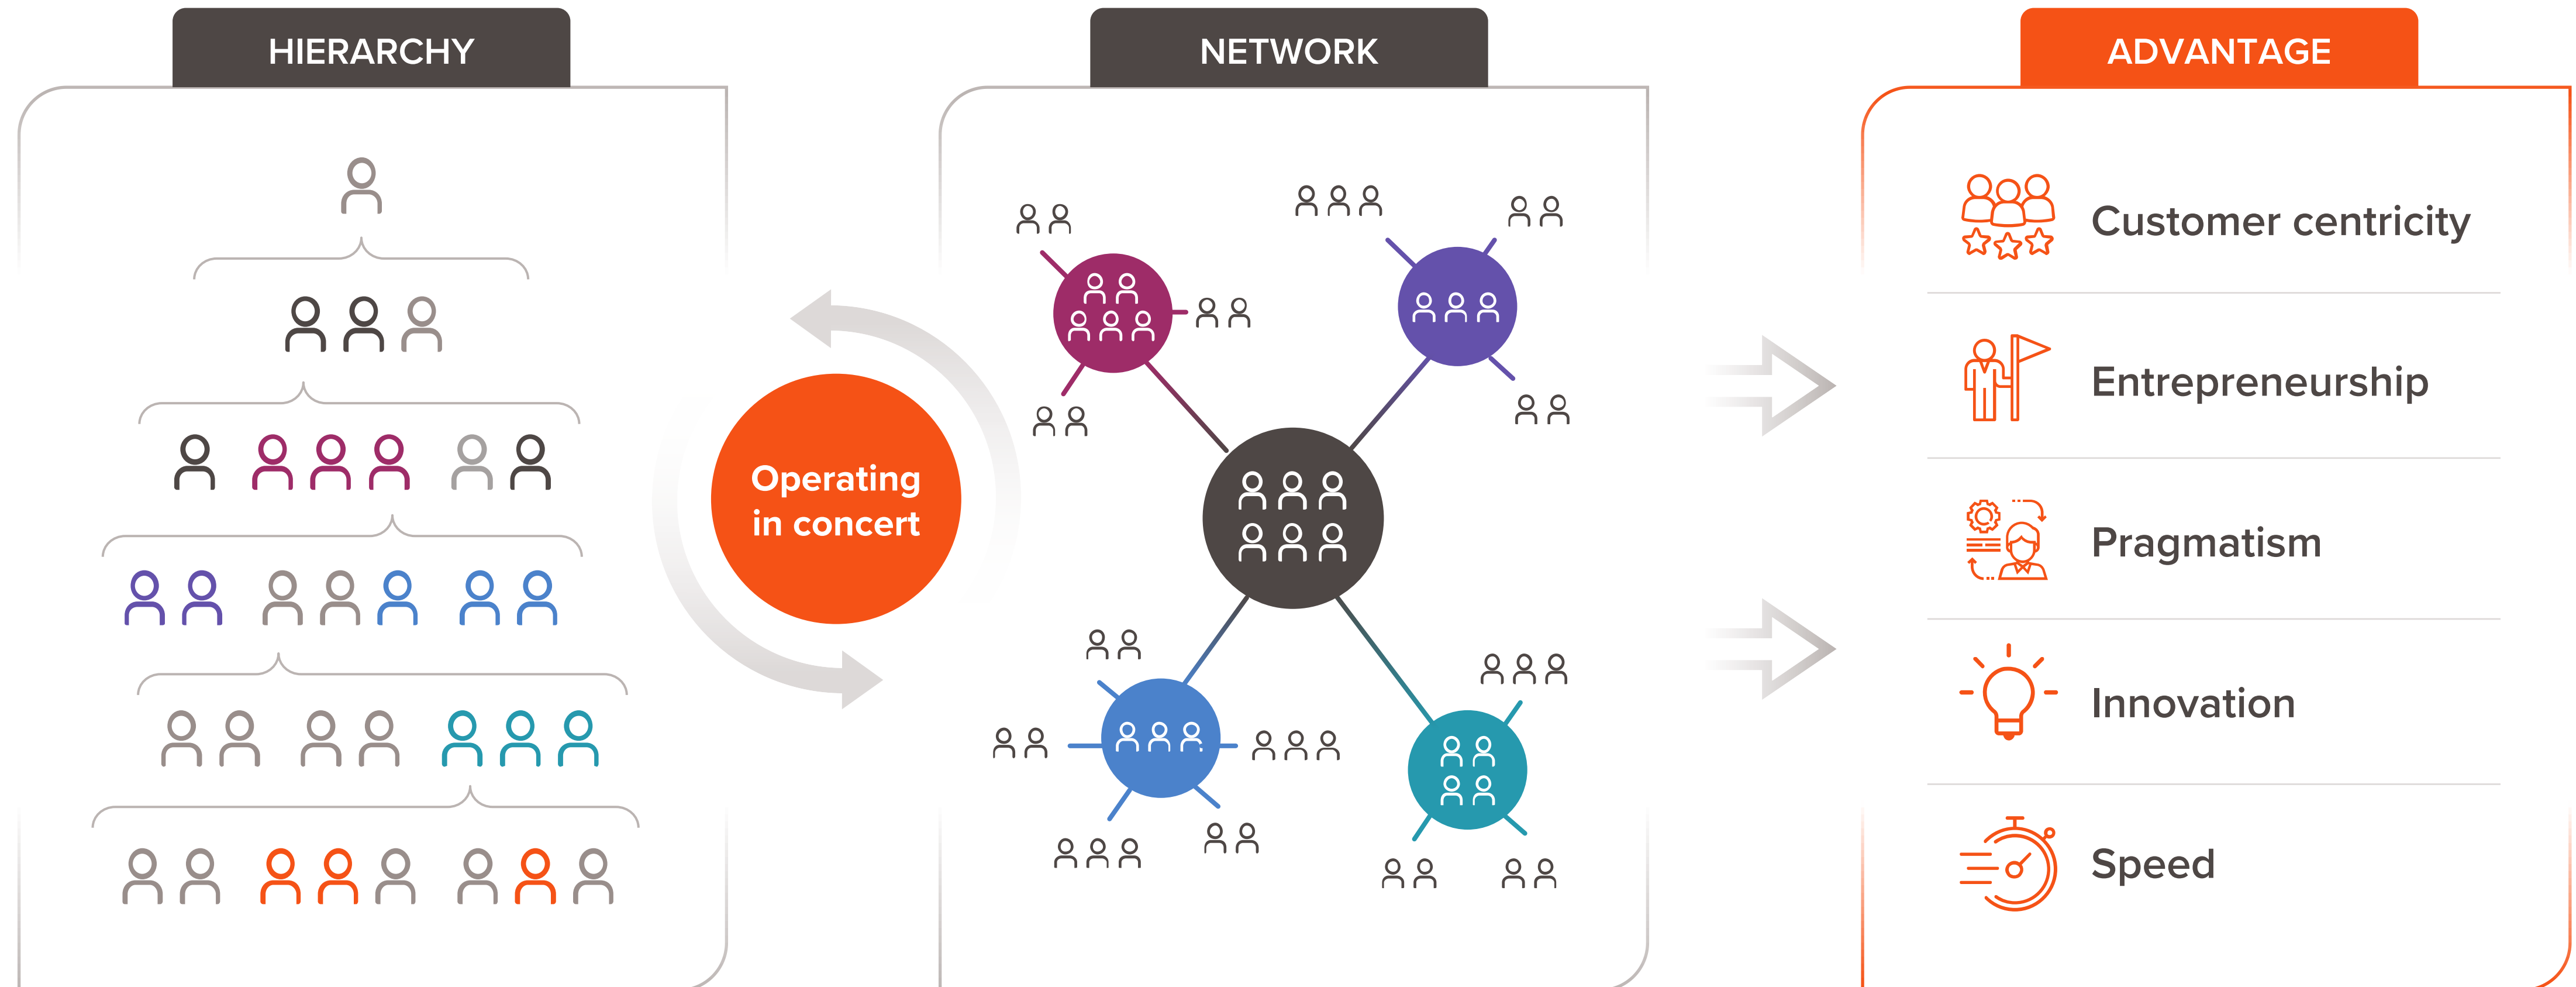 HIERARCHY
NETWORK
ADVANTAGE
Operating
in concert
Customer centricity
Entrepreneurship
Pragmatism
Innovation
Speed